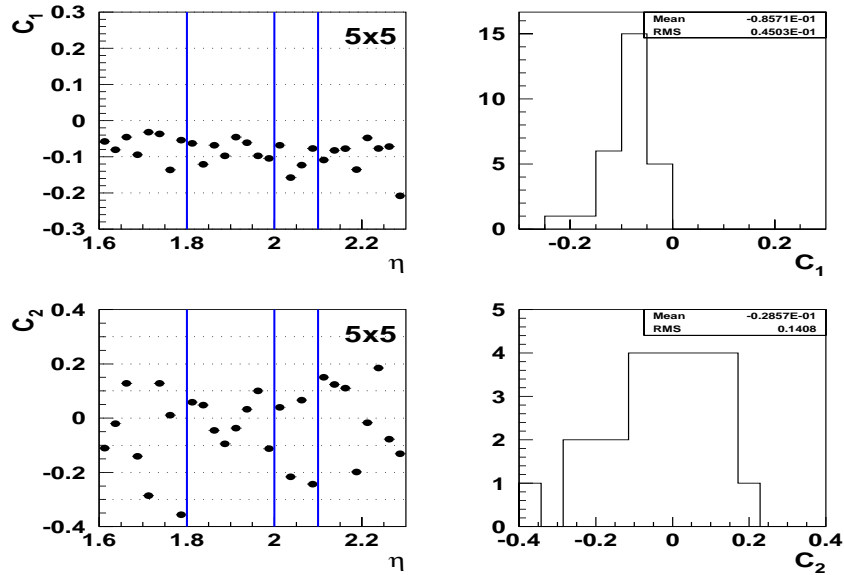 C1
0.3
0.2
0.1
0
-0.1
-0.2
-0.3
5x5
1.6 1.8 2 2.2
η
Mean -0.8571E-01
RMS 0.4503E-01
15
10
5
0
-0.2 0 0.2
C1
C2
0.4
0.2
0
-0.2
-0.4
5x5
1.6 1.8 2 2.2
η
Mean -0.2857E-01
RMS 0.1408
5
4
3
2
1
0
-0.4 -0.2 0 0.2 0.4
C2